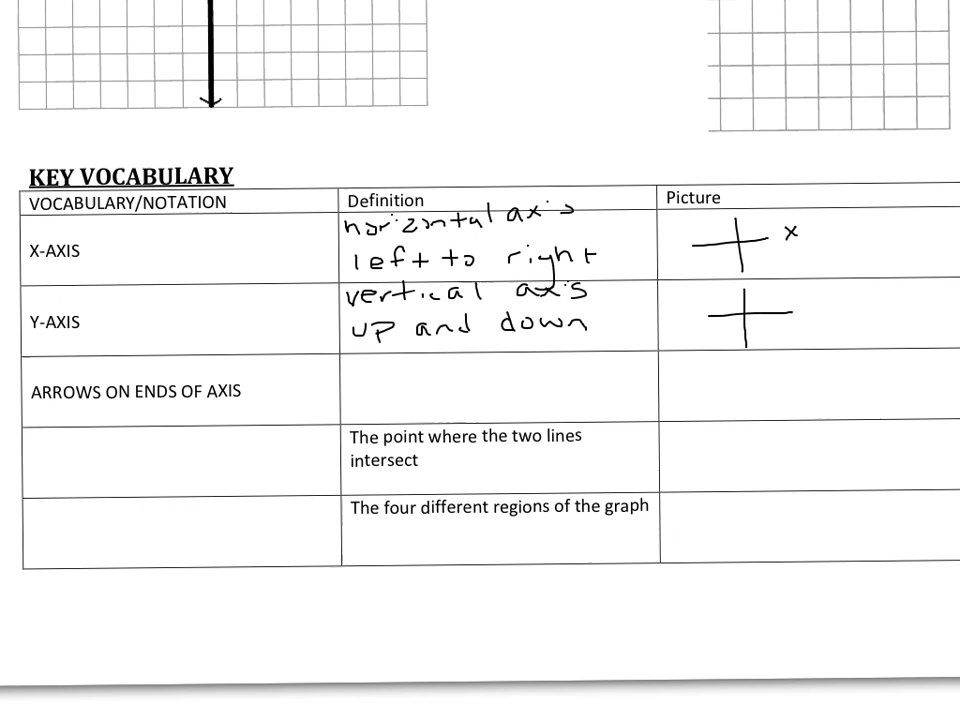 KEY VOCABULARY
VOCABULARY/NOTATION Definition Picture
X-AXIS
horizontal axis
left to right
x
Y-AXIS
vertical axis
up and down
ARROWS ON ENDS OF AXIS
The point where the two lines
intersect
The four different regions of the graph